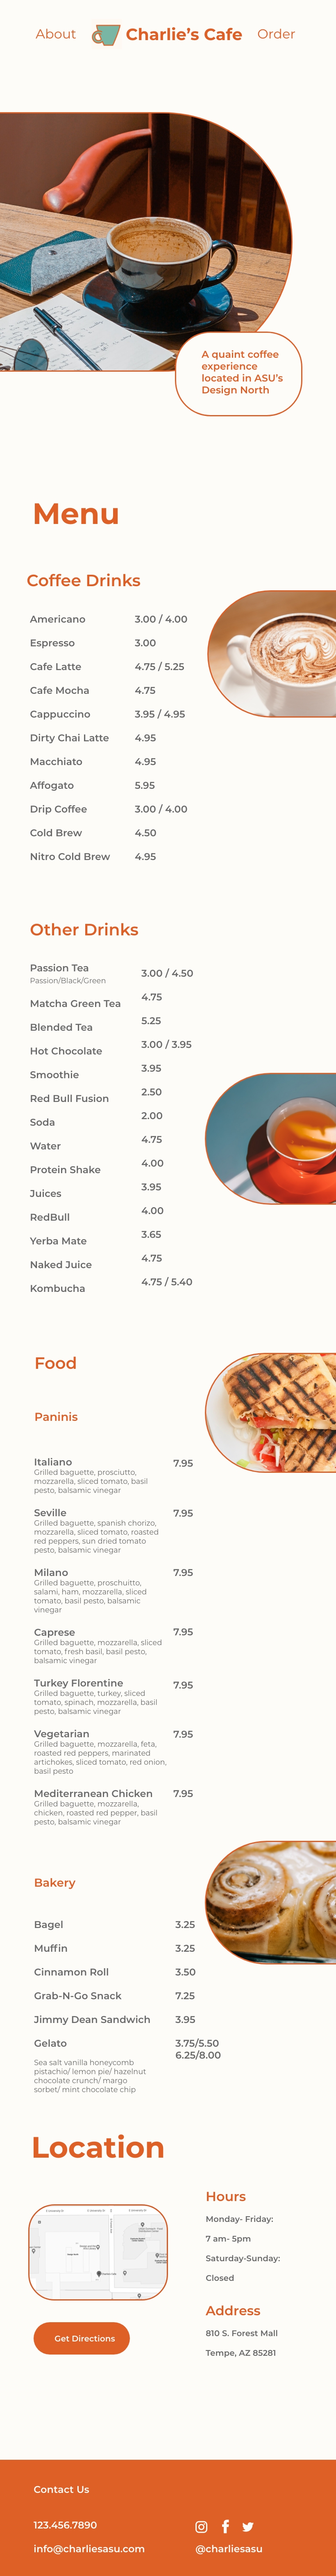 About Charlie's Cafe Order
A quaint coffee
experience
located in ASU's
Design North
Menu
Coffee Drinks
Americano 3.00 / 4.00
Espresso 3.00
Cafe Latte 4.75 / 5.25
Cafe Mocha 4.75
Cappuccino 3.95 / 4.95
Dirty Chai Latte 4.95
Macchiato 4.95
Affogato 5.95
Drip Coffee 3.00 / 4.00
Cold Brew 4.50
Nitro Cold Brew 4.95
Other Drinks
Passion Tea 3.00 / 4.50
Passion/Black/Green
Matcha Green Tea 4.75
Blended Tea 5.25
Hot Chocolate 3.00 / 3.95
Smoothie 3.95
Red Bull Fusion 2.50
Soda 2.00
Water 4.75
Protein Shake 4.00
Juices 3.95
RedBull 4.00
Yerba Mate 3.65
Naked Juice 4.75
Kombucha 4.75 / 5.40
Food
Paninis
Italiano 7.95
Grilled baguette, prosciutto,
mozzarella, sliced tomato, basil
pesto, balsamic vinegar
Seville 7.95
Grilled baguette, spanish chorizo,
mozzarella, sliced tomato, roasted
red peppers, sun dried tomato
pesto, balsamic vinegar
Milano 7.95
Grilled baguette, proschuitto,
salami, ham, mozzarella, sliced
tomato, basil pesto, balsamic
vinegar
Caprese 7.95
Grilled baguette, mozzarella, sliced
tomato, fresh basil, basil pesto,
balsamic vinegar
Turkey Florentine 7.95
Grilled baguette, turkey, sliced
tomato, spinach, mozzarella, basil
pesto, balsamic vinegar
Vegetarian 7.95
Grilled baguette, mozzarella, feta,
roasted red peppers, marinated
artichokes, sliced tomato, red onion,
basil pesto
Mediterranean Chicken 7.95
Grilled baguette, mozzarella,
chicken, roasted red pepper, basil
pesto, balsamic vinegar
Bakery
Bagel 3.25
Muffin 3.25
Cinnamon Roll 3.50
Grab-N-Go Snack 7.25
Jimmy Dean Sandwich 3.95
Gelato 3.75/5.50
6.25/8.00
Sea salt vanilla honeycomb
pistachio/ lemon pie/ hazelnut
chocolate crunch/ margo
sorbet/ mint chocolate chip
Location
Get Directions
Hours
Monday- Friday:
7 am- 5pm
Saturday-Sunday:
Closed
Address
810 S. Forest Mall
Tempe, AZ 85281
Contact Us
123.456.7890
info@charliesasu.com @charliesasu